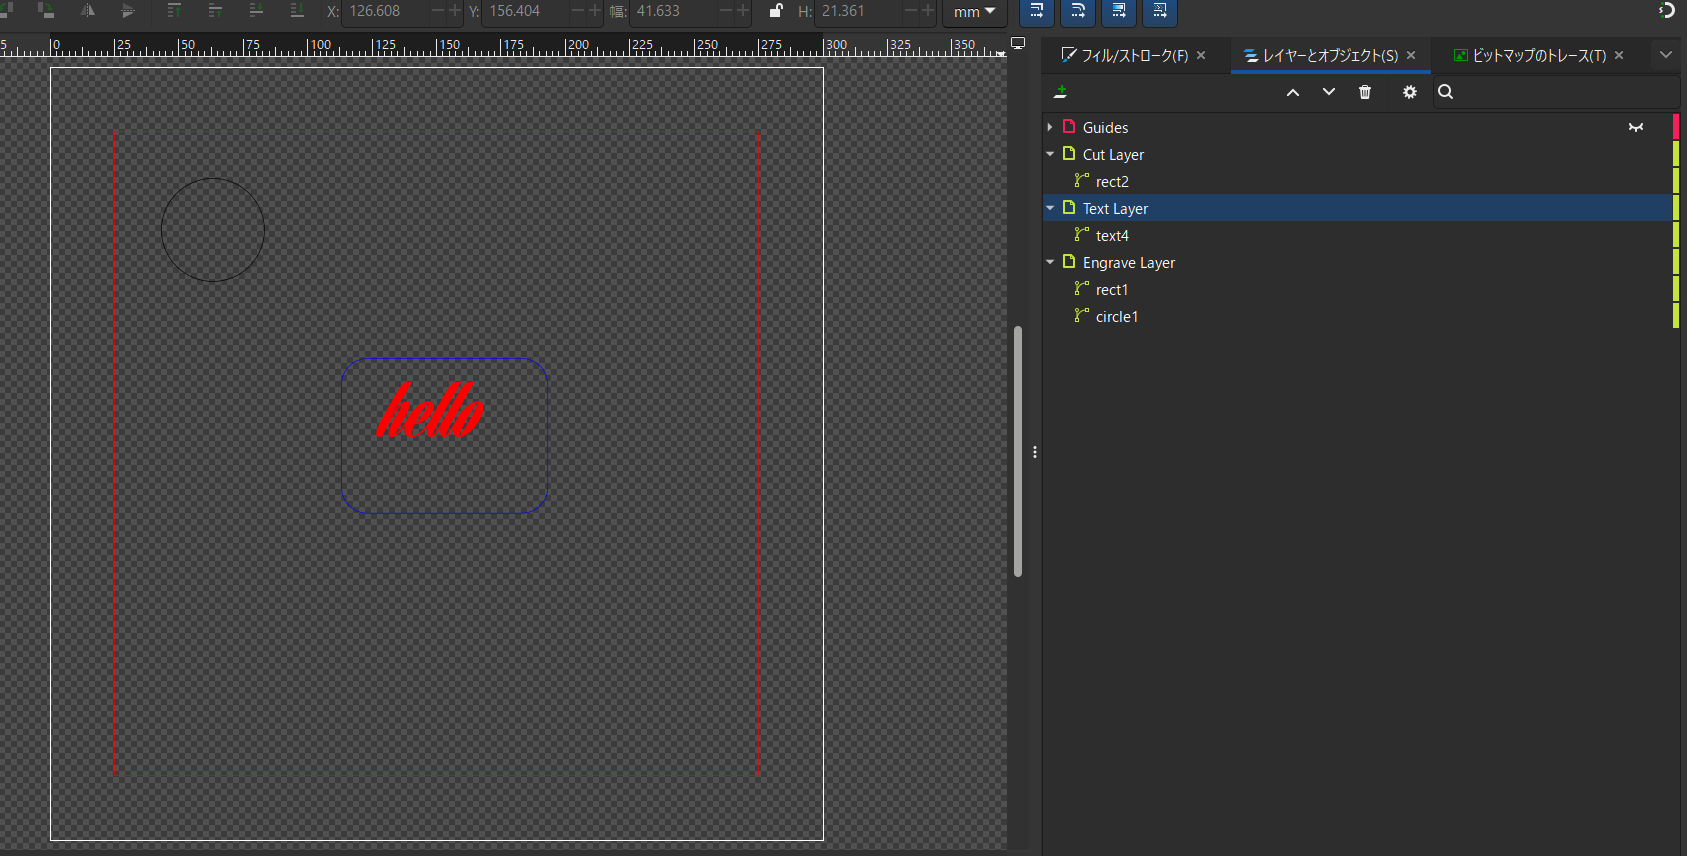 X: 126.608 Y: 156.404 幅: 41.633 H: 21.361 mm
5 0 25 50 75 100 125 150 175 200 225 250 275 300 325 350
フィル/ストローク(F) レイヤーとオブジェクト(S) ビットマップのトレース(T)
Guides
Cut Layer
rect2
Text Layer
text4
Engrave Layer
rect1
circle1
hello